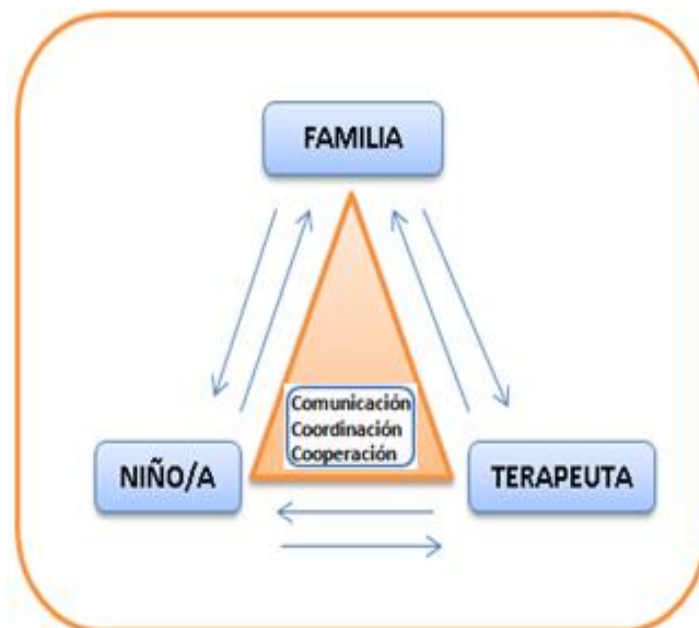 FAMILIA
Comunicación
Coordinación
Cooperación
NIÑO/A
TERAPEUTA